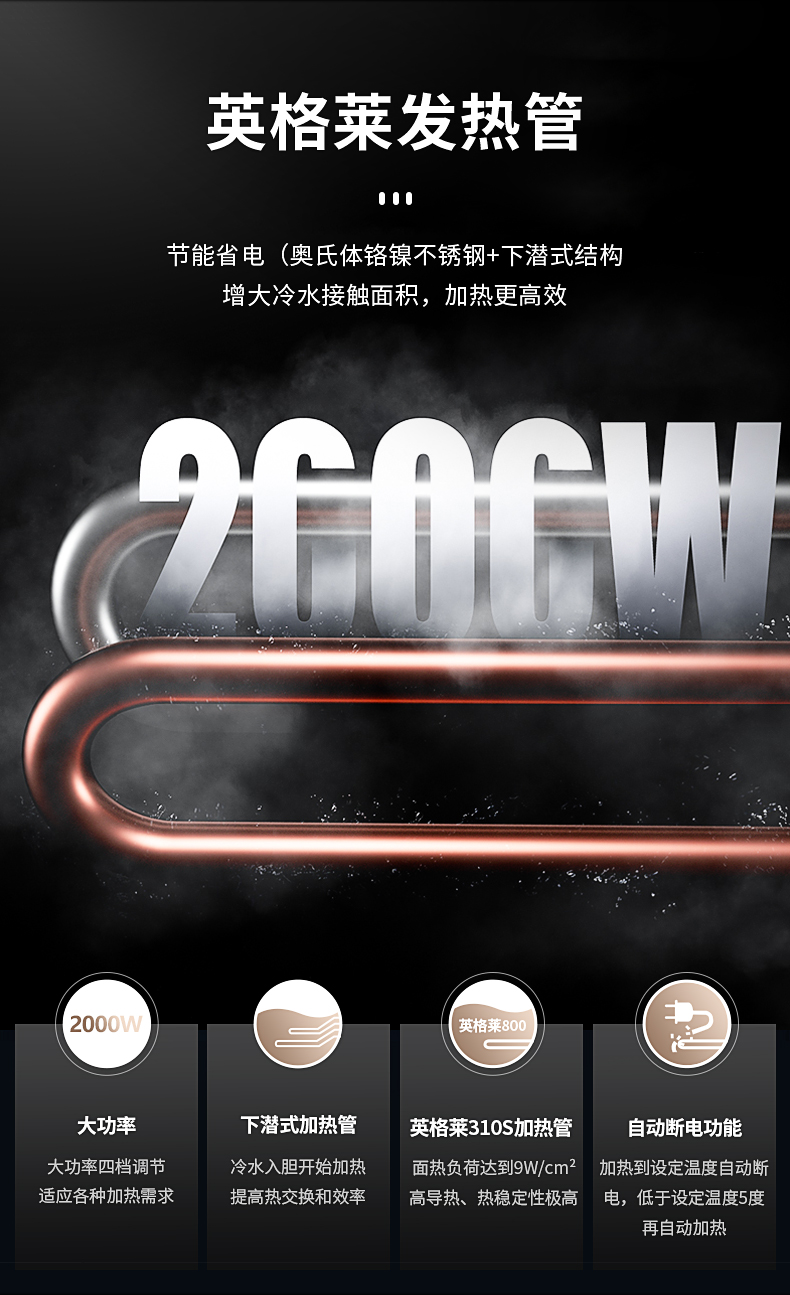 英格莱发热管
节能省电（奥氏体铬镍不锈钢+下潜式结构
增大冷水接触面积，加热更高效
2000W
2000W
英格莱800
大功率
大功率四档调节
适应各种加热需求
下潜式加热管
冷水入胆开始加热
提高热交换和效率
英格莱310S加热管
面热负荷达到9W/cm²
高导热、热稳定性极高
自动断电功能
加热到设定温度自动断
电，低于设定温度5度
再自动加热